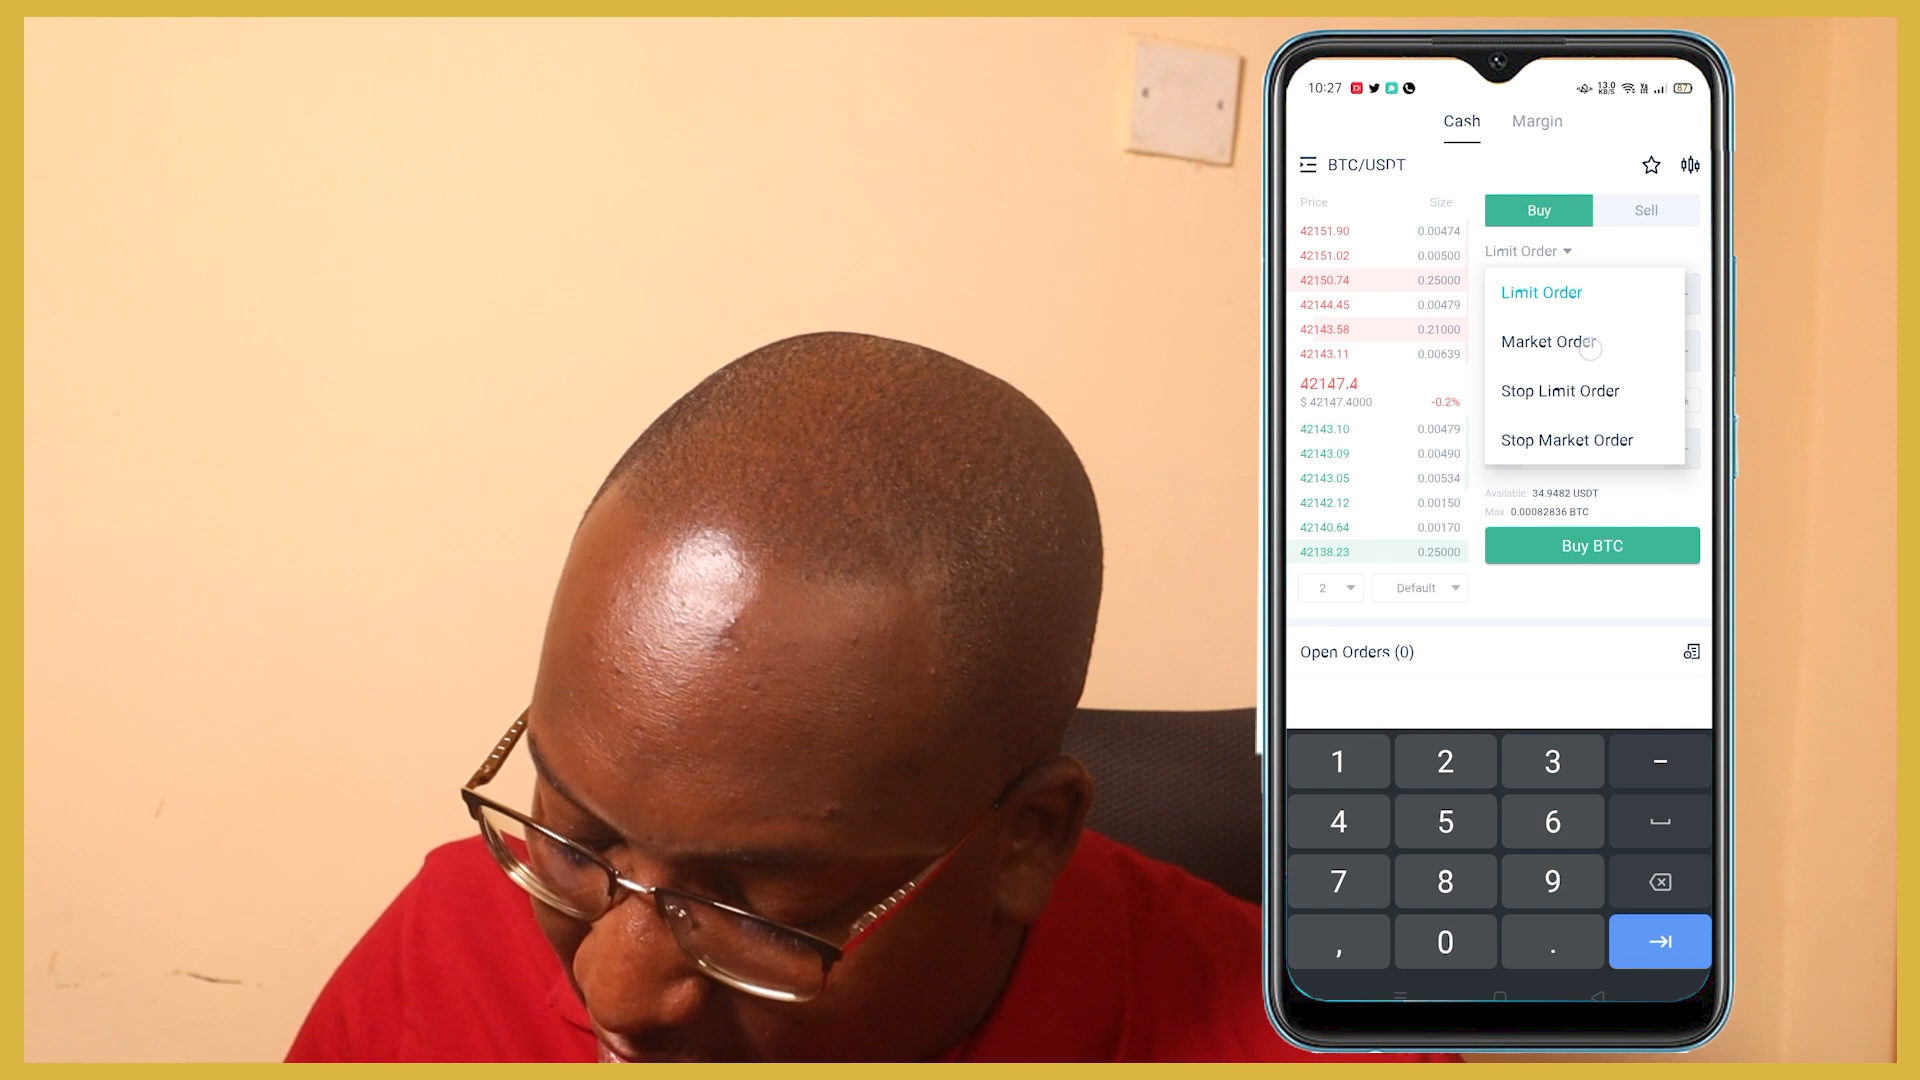 10:27
13.0
KB/S
87
Cash Margin
BTC/USDT
Price Size
42151.90 0.00474
42151.02 0.00500
42150.74 0.25000
42144.45 0.00479
42143.58 0.21000
42143.11 0.00639
42147.4
$ 42147.4000 -0.2%
42143.10 0.00479
42143.09 0.00490
42143.05 0.00534
42142.12 0.00150
42140.64 0.00170
42138.23 0.25000
2 Default
Buy Sell
Limit Order
Limit Order
Market Order
Stop Limit Order
Stop Market Order
%
Available: 34.9482 USDT
Max 0.00082836 BTC
Buy BTC
Open Orders (0)
1 2 3 -
4 5 6
7 8 9
, 0 .